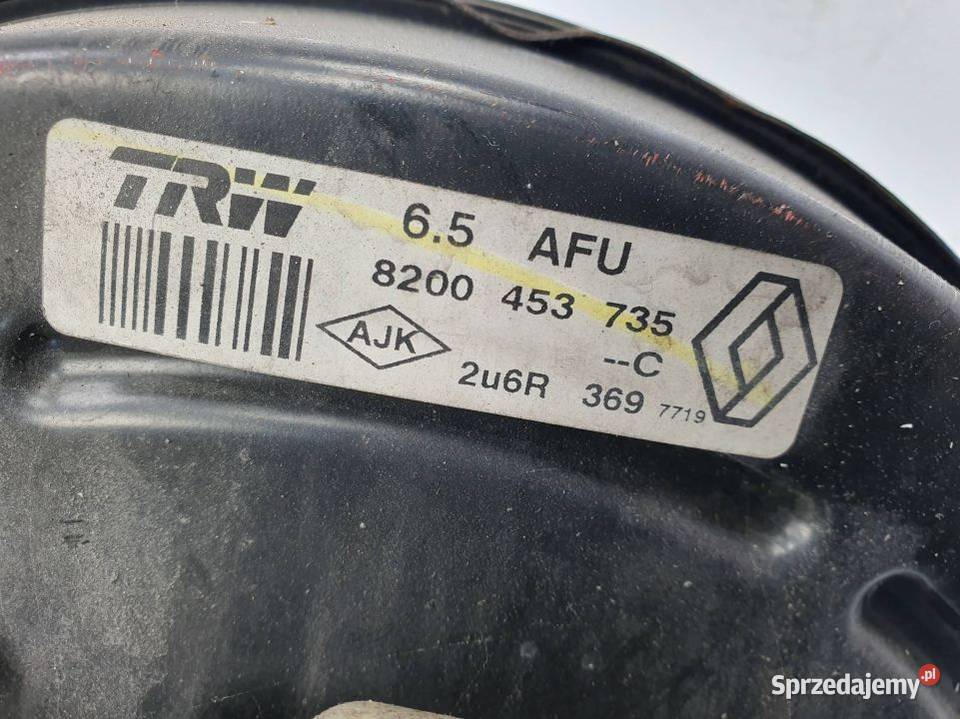 TRW 6.5 AFU
8200 453 735
AJK --C
2u6R 369 7719
Sprzedajemy.pl